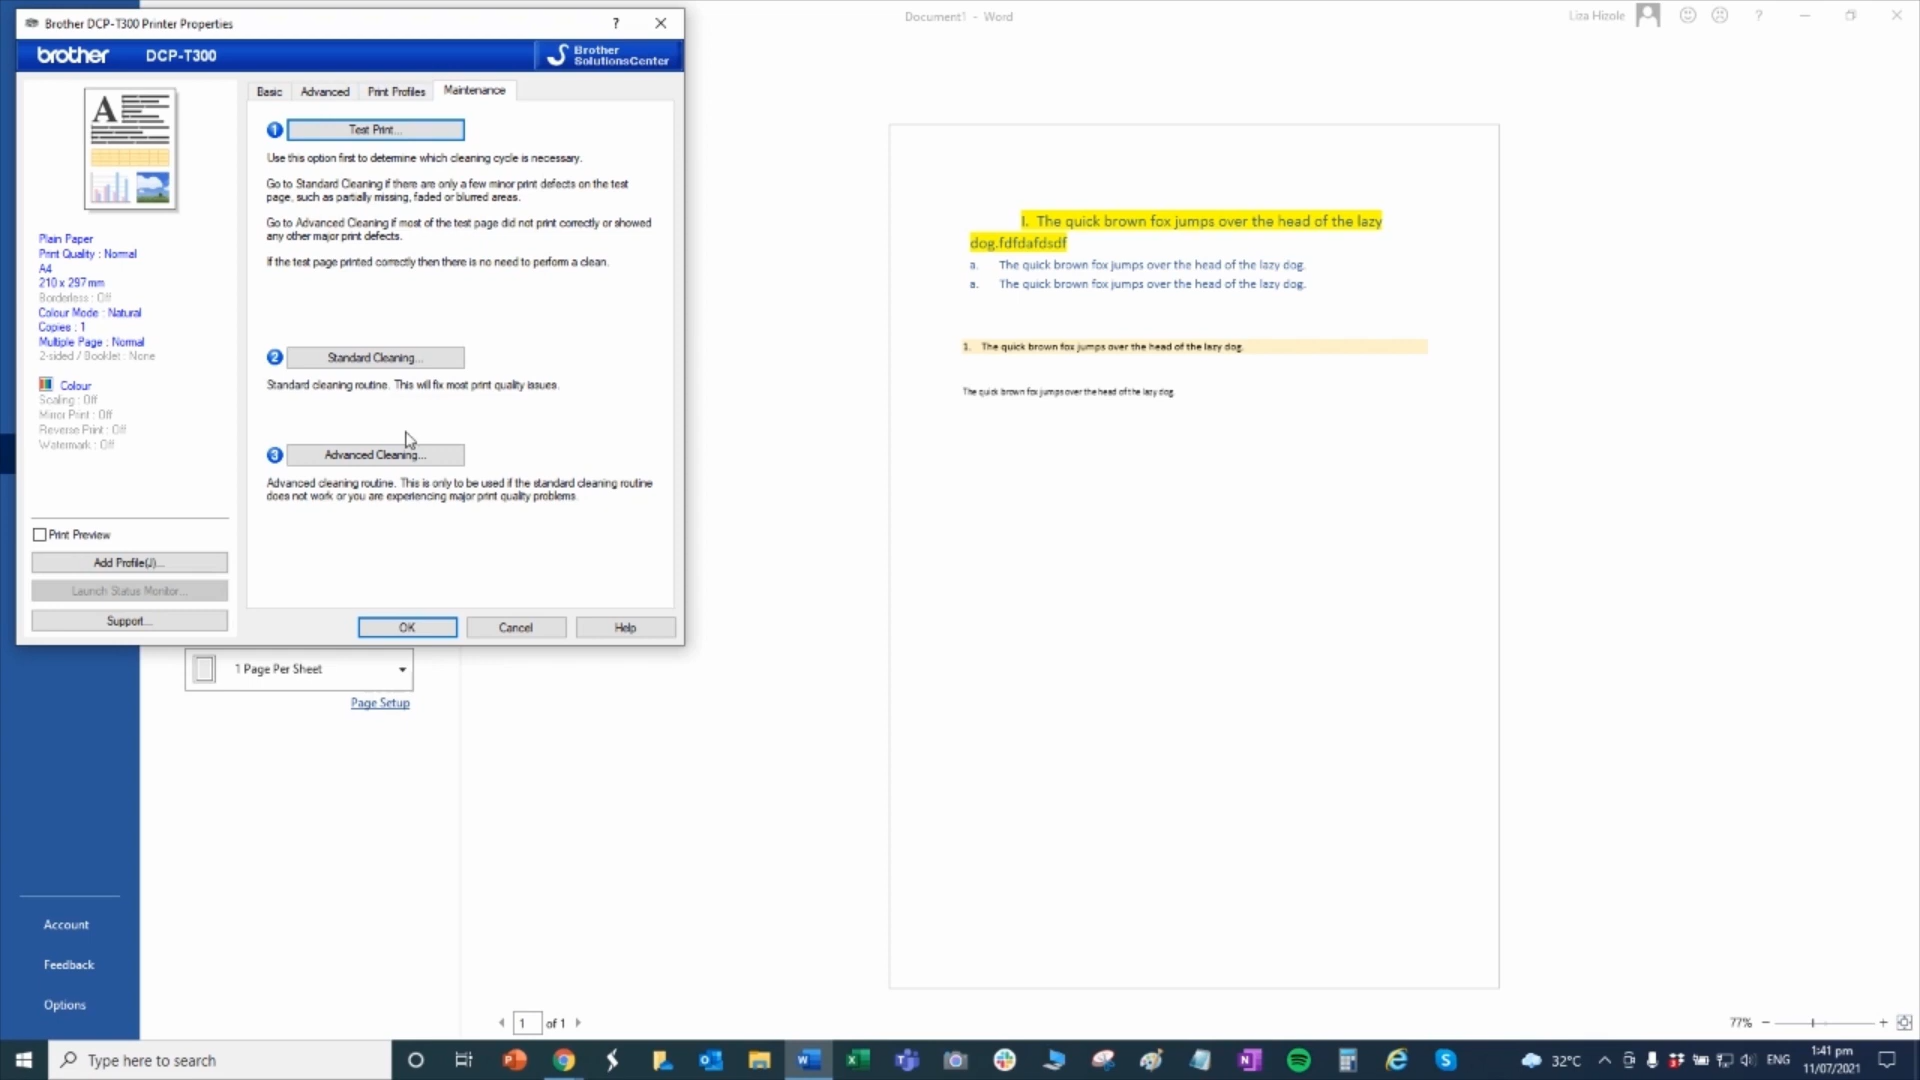 Brother DCP-T300 Printer Properties
?
brother DCP-T300
Brother
SolutionsCenter
Basic Advanced Print Profiles Maintenance
A
1 Test Print...
Use this option first to determine which cleaning cycle is necessary.
Go to Standard Cleaning if there are only a few minor print defects on the test
page, such as partially missing, faded or blurred areas.
Go to Advanced Cleaning if most of the test page did not print correctly or showed
any other major print defects.
If the test page printed correctly then there is no need to perform a clean.
2 Standard Cleaning...
Standard cleaning routine. This will fix most print quality issues.
3 Advanced Cleaning...
Advanced cleaning routine. This is only to be used if the standard cleaning routine
does not work or you are experiencing major print quality problems.
Plain Paper
Print Quality : Normal
A4
210 x 297 mm
Borderless : Off
Colour Mode : Natural
Copies : 1
Multiple Page : Normal
2-sided / Booklet : None
Colour
Scaling : Off
Mirror Print : Off
Reverse Print : Off
Watermark : Off
Print Preview
Add Profile(J)...
Launch Status Monitor...
Support...
OK Cancel Help
1 Page Per Sheet
Page Setup
Account
Feedback
Options
Document1 - Word
Liza Hizole
?
I. The quick brown fox jumps over the head of the lazy
dog.fdfdafdsdf
a. The quick brown fox jumps over the head of the lazy dog.
a. The quick brown fox jumps over the head of the lazy dog.
1. The quick brown fox jumps over the head of the lazy dog.
The quick brown fox jumps over the head of the lazy dog.
1 of 1
77%
Type here to search
32°C
ENG
1:41 pm
11/07/2021